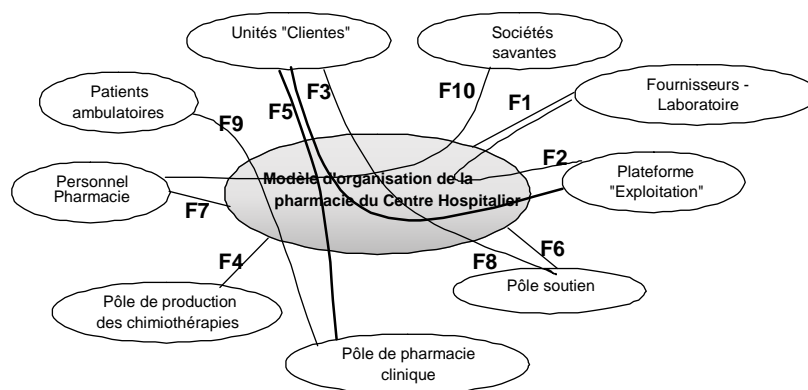 Unités "Clientes"
Sociétés
savantes
Patients
ambulatoires
F3
F10
F1
Fournisseurs -
Laboratoire
F5
F9
F2
Personnel
Pharmacie
Modèle d'organisation de la
pharmacie du Centre Hospitalier
Plateforme
"Exploitation"
F7
F4
F8
F6
Pôle de production
des chimiothérapies
Pôle soutien
Pôle de pharmacie
clinique